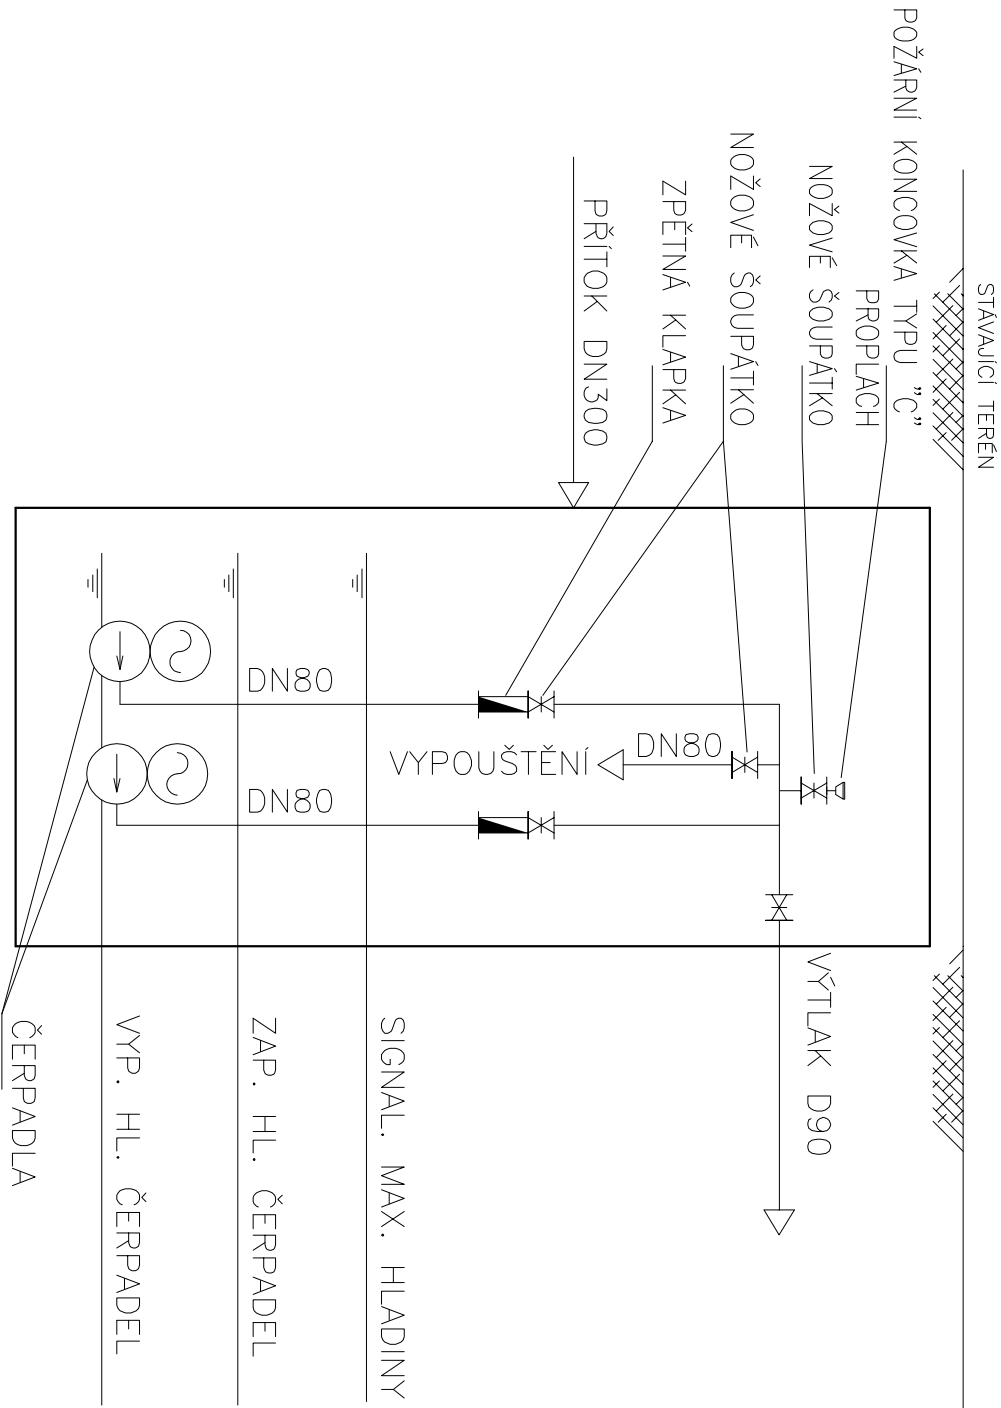 STÁVAJÍCÍ TERÉN
POŽÁRNÍ KONCOVKA TYPU "C"
PROPLACH
NOŽOVÉ ŠOUPÁTKO
NOŽOVÉ ŠOUPÁTKO
ZPĚTNÁ KLAPKA
PŘÍTOK DN300
VÝTLAK D90
DN80
VYPOUŠTĚNÍ
DN80
DN80
SIGNAL. MAX. HLADINY
ZAP. HL. ČERPADEL
VYP. HL. ČERPADEL
ČERPADLA